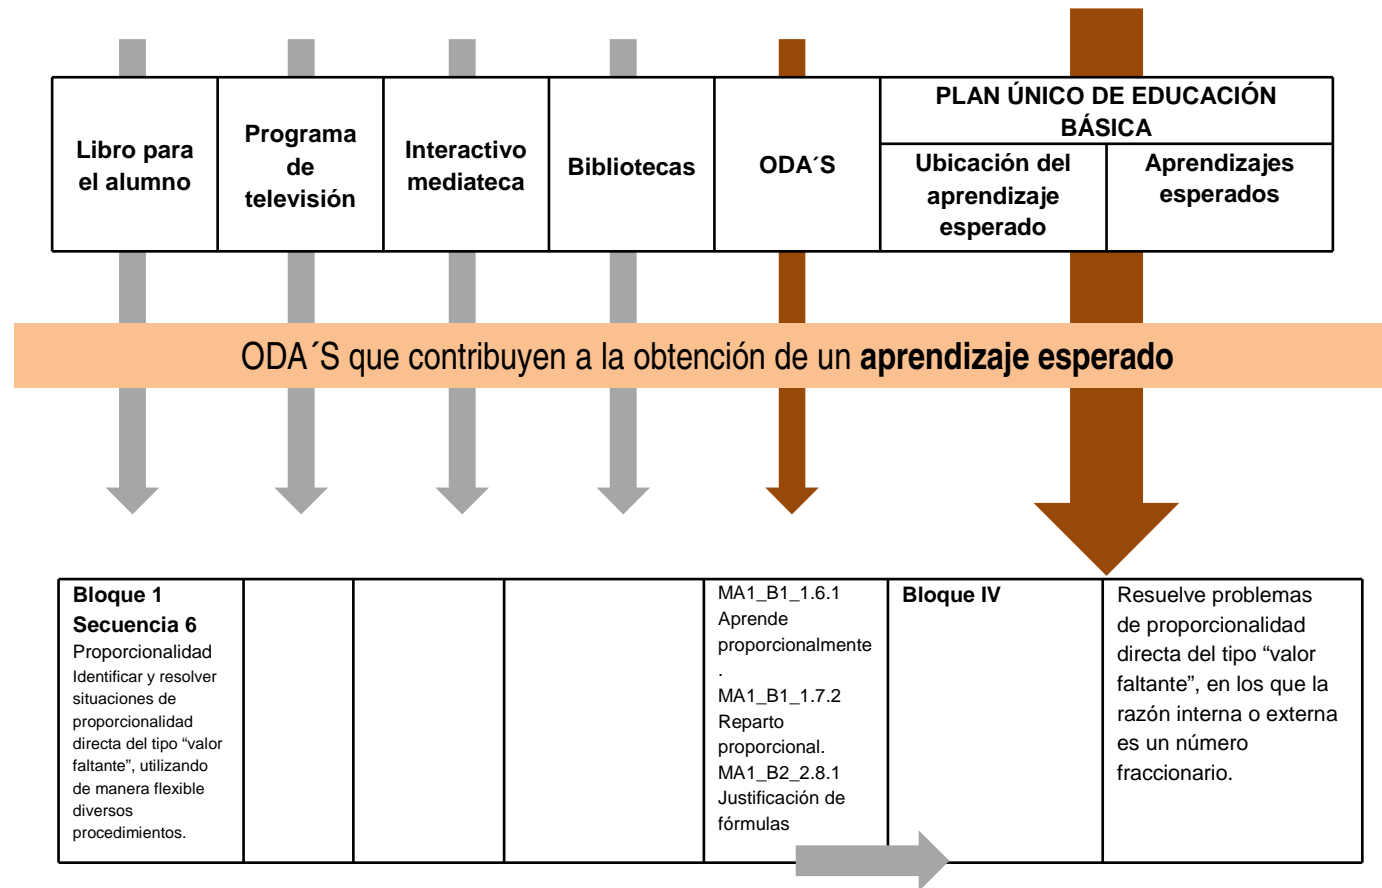 Libro para
el alumno
Programa
de
televisión
Interactivo
mediateca
Bibliotecas
ODA´S
PLAN ÚNICO DE EDUCACIÓN
BÁSICA
Ubicación del
aprendizaje
esperado
Aprendizajes
esperados
ODA´S que contribuyen a la obtención de un aprendizaje esperado
Bloque 1
Secuencia 6
Proporcionalidad
Identificar y resolver
situaciones de
proporcionalidad
directa del tipo “valor
faltante”, utilizando
de manera flexible
diversos
procedimientos.
MA1_B1_1.6.1
Aprende
proporcionalmente
.
MA1_B1_1.7.2
Reparto
proporcional.
MA1_B2_2.8.1
Justificación de
fórmulas
Bloque IV
Resuelve problemas
de proporcionalidad
directa del tipo “valor
faltante”, en los que la
razón interna o externa
es un número
fraccionario.